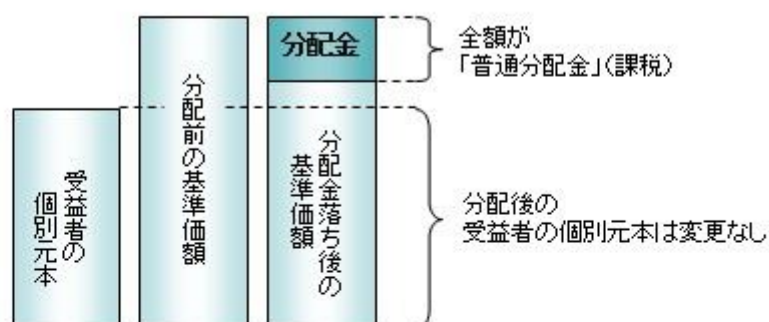 受益者の
個別元本
分配前の基準価額
分配金
分配金落ち後の
基準価額
全額が
「普通分配金」(課税)
分配後の
受益者の個別元本は変更なし